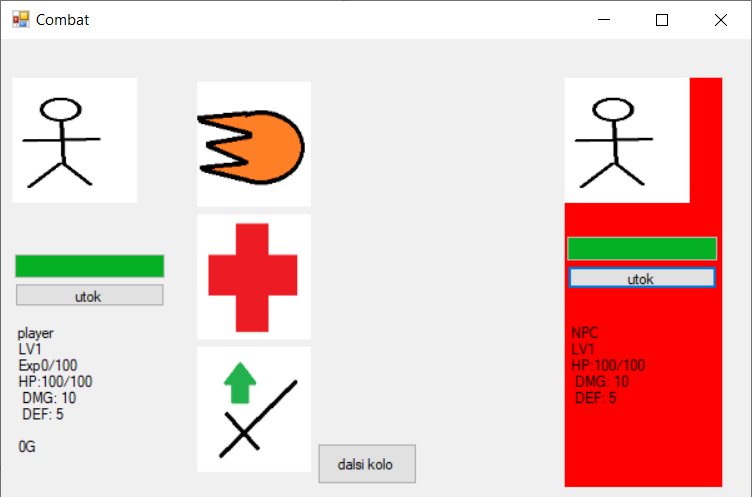 Combat
utok
player
LV1
Exp0/100
HP:100/100
DMG: 10
DEF: 5
0G
dalsi kolo
utok
NPC
LV1
HP:100/100
DMG: 10
DEF: 5